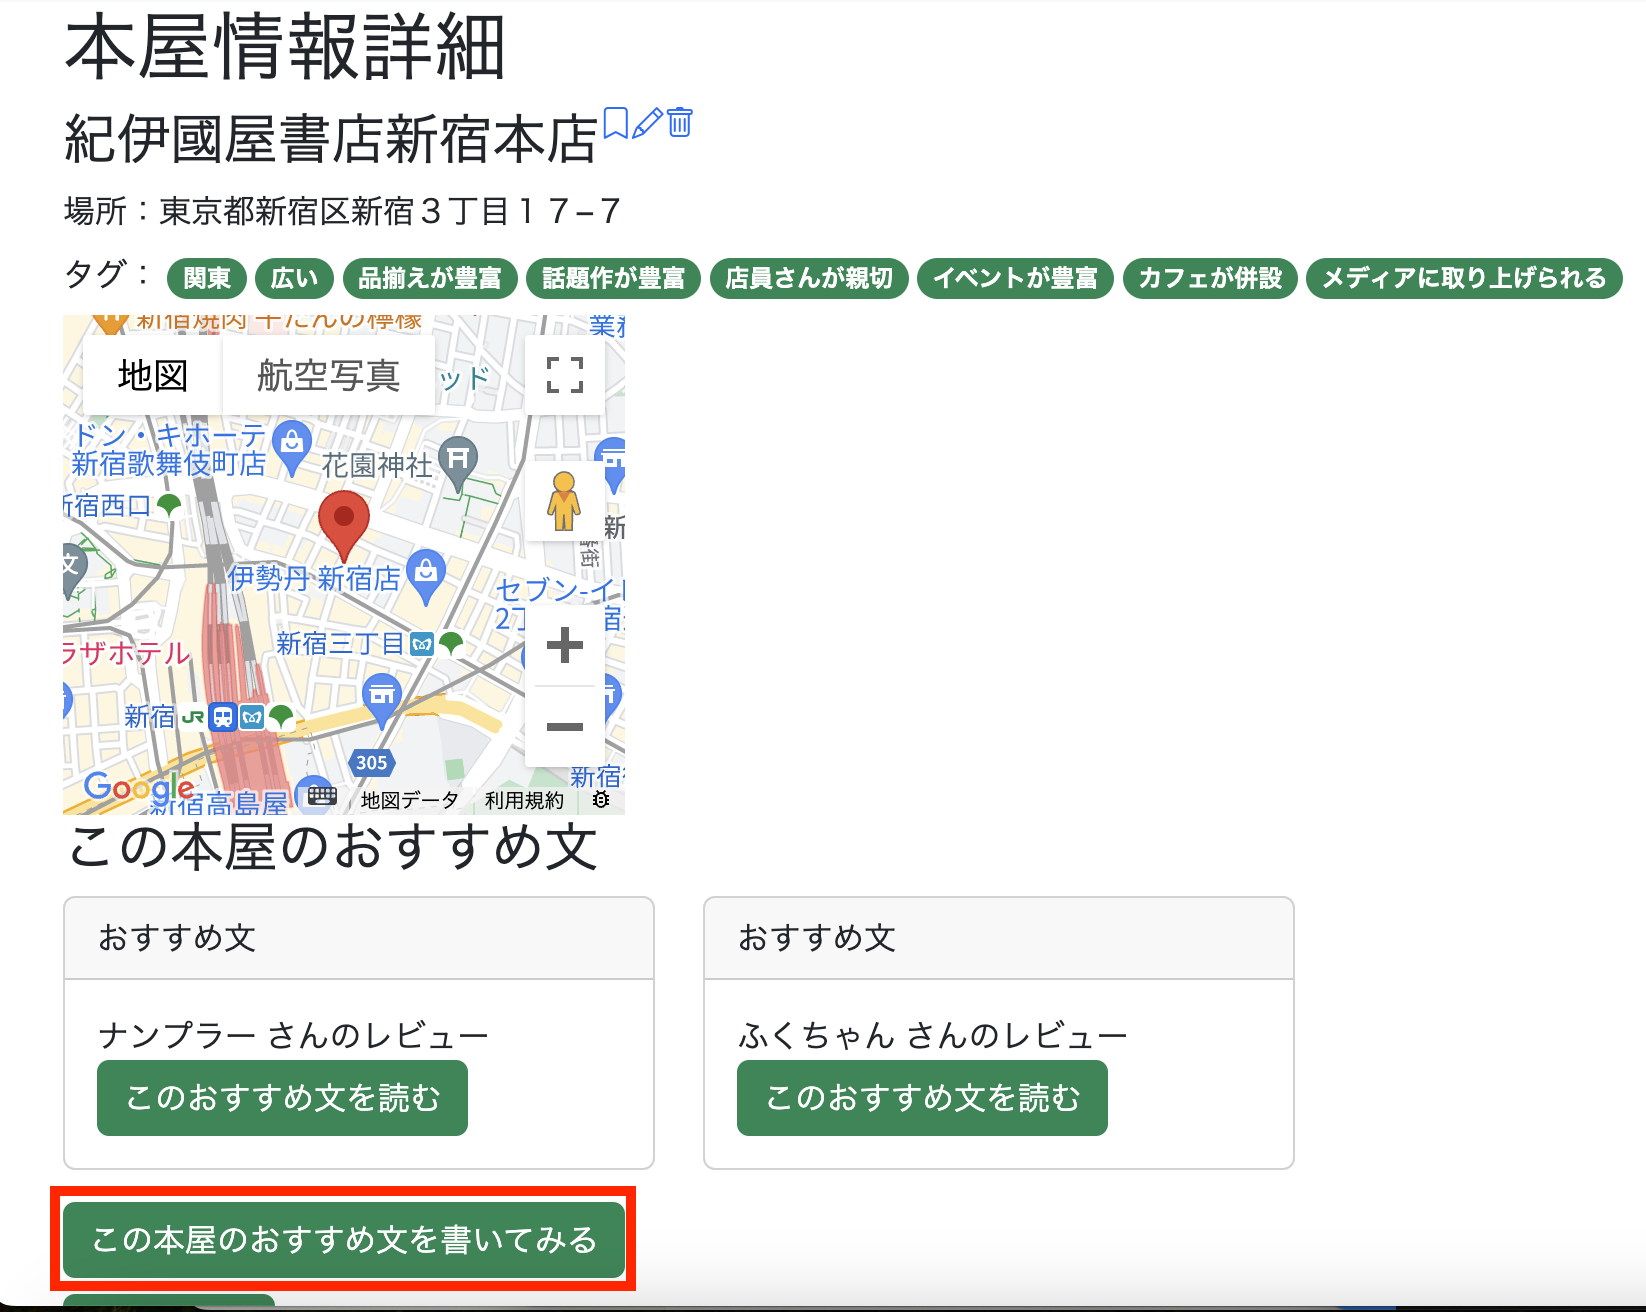 本屋情報詳細
紀伊國屋書店新宿本店
場所：東京都新宿区新宿３丁目１７−７
タグ： 関東 広い 品揃えが豊富 話題作が豊富 店員さんが親切 イベントが豊富 カフェが併設 メディアに取り上げられる
地図 航空写真
ッド
ドン・キホーテ
新宿歌舞伎町店
花園神社
新宿西口
新
伊勢丹 新宿店
セブン-イ
2丁
新宿三丁目
ラザホテル
新宿 JR
305
新宿
Google
新宿高島屋
地図データ 利用規約
この本屋のおすすめ文
おすすめ文
ナンプラー さんのレビュー
このおすすめ文を読む
おすすめ文
ふくちゃん さんのレビュー
このおすすめ文を読む
この本屋のおすすめ文を書いてみる